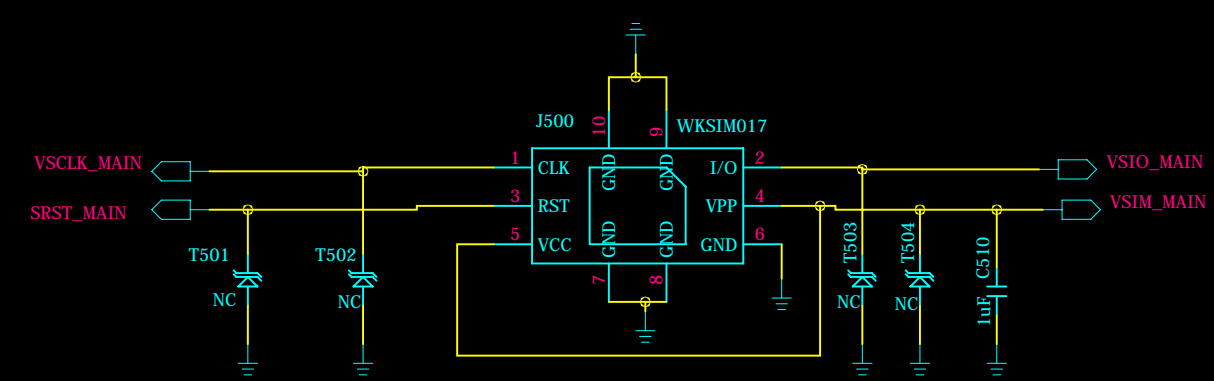 J500
WKSIM017
10
9
VSCLK_MAIN
1
CLK
GND
GND
I/O
2
VSIO_MAIN
SRST_MAIN
3
RST
VPP
4
VSIM_MAIN
5
VCC
GND
GND
GND
6
T501
NC
T502
NC
7
8
T503
NC
T504
NC
C510
1uF